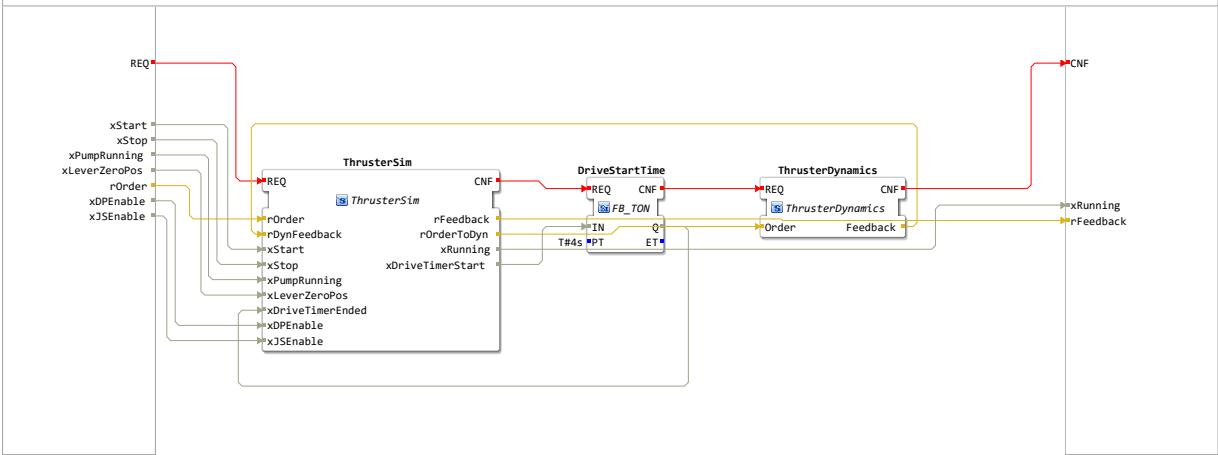 REQ
xStart
xStop
xPumpRunning
xLeverZeroPos
rOrder
xDPEnable
xJSEnable
ThrusterSim
REQ CNF
ThrusterSim
rOrder rFeedback
rDynFeedback rOrderToDyn
xStart xRunning
xStop xDriveTimerStart
xPumpRunning
xLeverZeroPos
xDriveTimerEnded
xDPEnable
xJSEnable
DriveStartTime
REQ CNF
FB_TON
IN Q
T#4s PT ET
ThrusterDynamics
REQ CNF
ThrusterDynamics
Order Feedback
CNF
xRunning
rFeedback